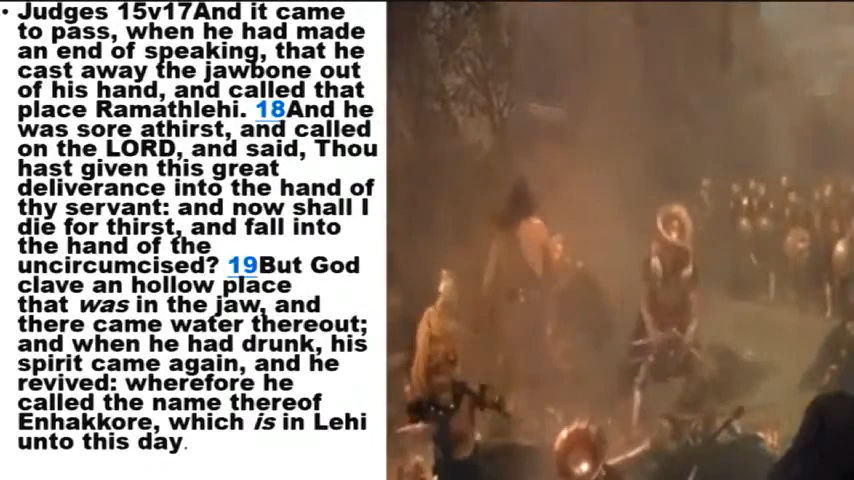 • Judges 15v17And it came
to pass, when he had made
an end of speaking, that he
cast away the jawbone out
of his hand, and called that
place Ramathlehi. 18And he
was sore athirst, and called
on the LORD, and said, Thou
hast given this great
deliverance into the hand of
thy servant: and now shall I
die for thirst, and fall into
the hand of the
uncircumcised? 19But God
clave an hollow place
that was in the jaw, and
there came water thereout;
and when he had drunk, his
spirit came again, and he
revived: wherefore he
called the name thereof
Enhakkore, which is in Lehi
unto this day.